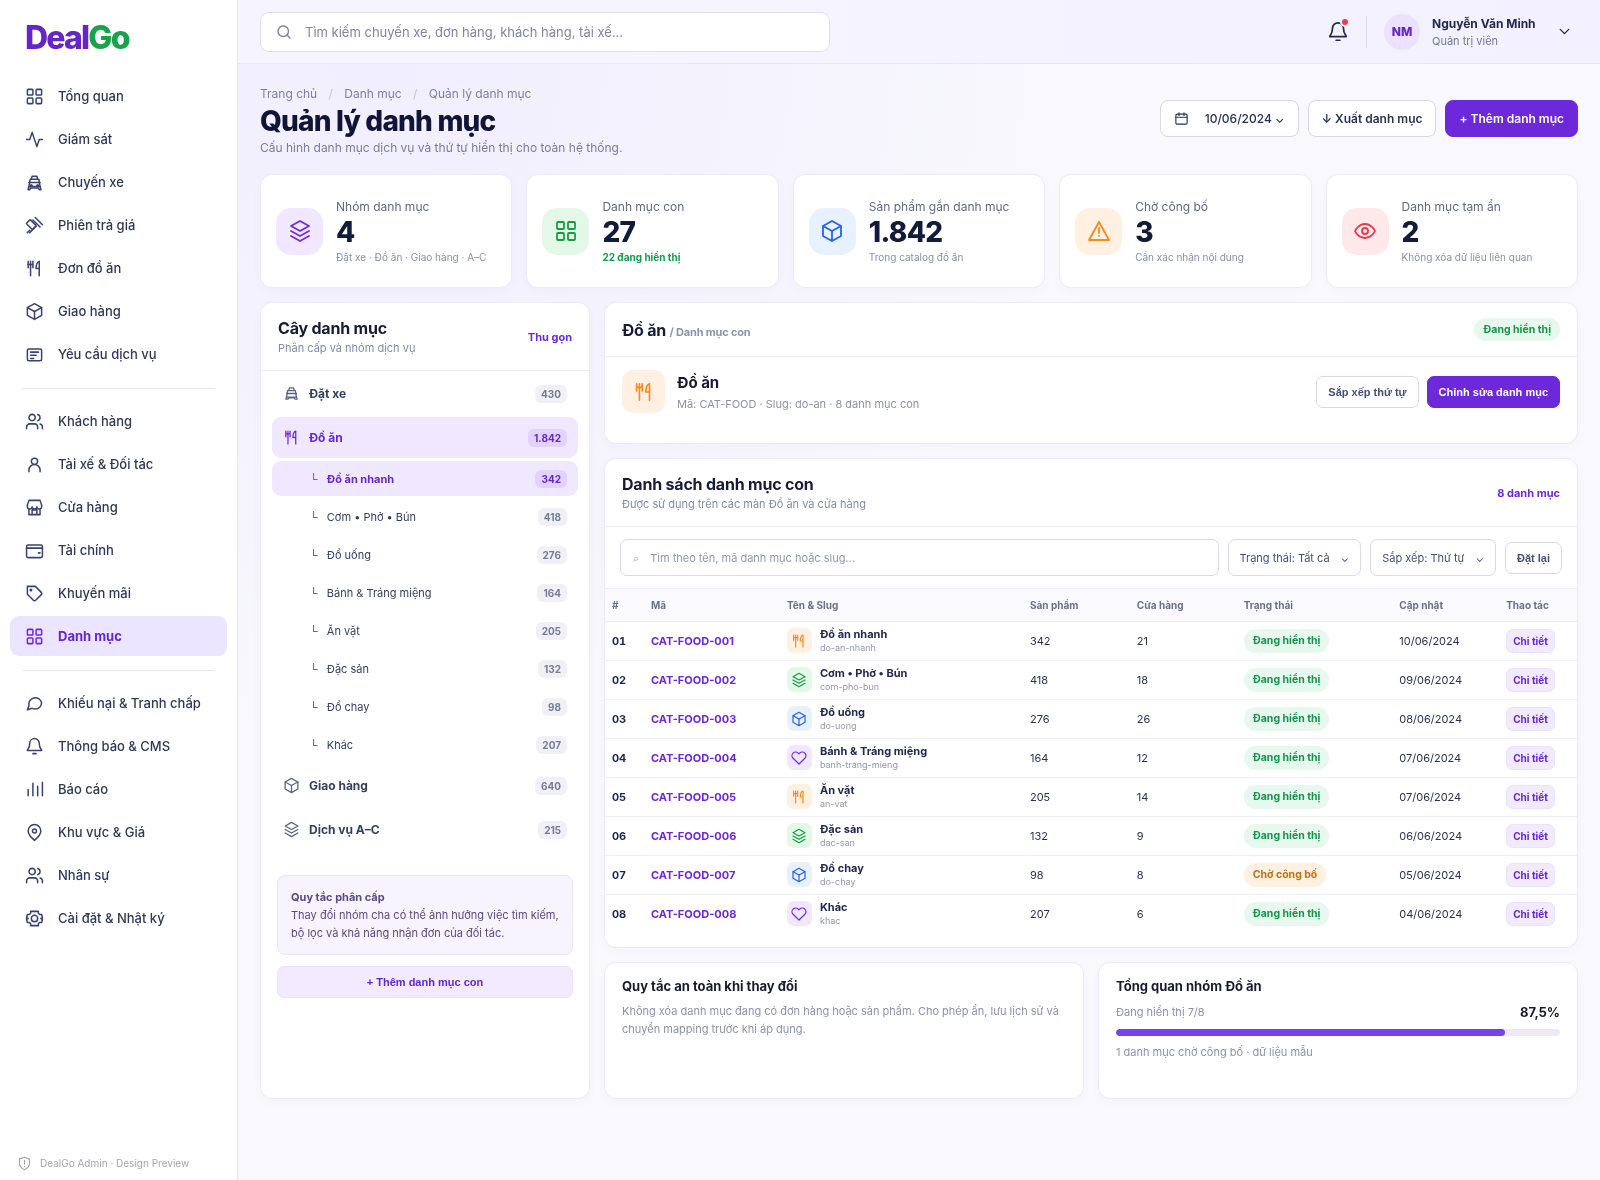 DealGo
Tổng quan
Giám sát
Chuyến xe
Phiên trả giá
Đơn đồ ăn
Giao hàng
Yêu cầu dịch vụ
Khách hàng
Tài xế & Đối tác
Cửa hàng
Tài chính
Khuyến mãi
Danh mục
Khiếu nại & Tranh chấp
Thông báo & CMS
Báo cáo
Khu vực & Giá
Nhân sự
Cài đặt & Nhật ký
DealGo Admin · Design Preview
Tìm kiếm chuyến xe, đơn hàng, khách hàng, tài xế...
NM
Nguyễn Văn Minh
Quản trị viên
Trang chủ / Danh mục / Quản lý danh mục
Quản lý danh mục
Cấu hình danh mục dịch vụ và thứ tự hiển thị cho toàn hệ thống.
10/06/2024
↓ Xuất danh mục
+ Thêm danh mục
Nhóm danh mục
4
Đặt xe · Đồ ăn · Giao hàng · A–C
Danh mục con
27
22 đang hiển thị
Sản phẩm gắn danh mục
1.842
Trong catalog đồ ăn
Chờ công bố
3
Cần xác nhận nội dung
Danh mục tạm ẩn
2
Không xóa dữ liệu liên quan
Cây danh mục
Phân cấp và nhóm dịch vụ
Thu gọn
Đặt xe 430
Đồ ăn 1.842
└ Đồ ăn nhanh 342
└ Cơm • Phở • Bún 418
└ Đồ uống 276
└ Bánh & Tráng miệng 164
└ Ăn vặt 205
└ Đặc sản 132
└ Đồ chay 98
└ Khác 207
Giao hàng 640
Dịch vụ A–C 215
Quy tắc phân cấp
Thay đổi nhóm cha có thể ảnh hưởng việc tìm kiếm,
bộ lọc và khả năng nhận đơn của đối tác.
+ Thêm danh mục con
Đồ ăn / Danh mục con
Đang hiển thị
Đồ ăn
Mã: CAT-FOOD · Slug: do-an · 8 danh mục con
Sắp xếp thứ tự
Chỉnh sửa danh mục
Danh sách danh mục con
Được sử dụng trên các màn Đồ ăn và cửa hàng
8 danh mục
Tìm theo tên, mã danh mục hoặc slug...
Trạng thái: Tất cả
Sắp xếp: Thứ tự
Đặt lại
# Mã Tên & Slug Sản phẩm Cửa hàng Trạng thái Cập nhật Thao tác
01 CAT-FOOD-001 Đồ ăn nhanh 342 21 Đang hiển thị 10/06/2024 Chi tiết
do-an-nhanh
02 CAT-FOOD-002 Cơm • Phở • Bún 418 18 Đang hiển thị 09/06/2024 Chi tiết
com-pho-bun
03 CAT-FOOD-003 Đồ uống 276 26 Đang hiển thị 08/06/2024 Chi tiết
do-uong
04 CAT-FOOD-004 Bánh & Tráng miệng 164 12 Đang hiển thị 07/06/2024 Chi tiết
banh-trang-mieng
05 CAT-FOOD-005 Ăn vặt 205 14 Đang hiển thị 07/06/2024 Chi tiết
an-vat
06 CAT-FOOD-006 Đặc sản 132 9 Đang hiển thị 06/06/2024 Chi tiết
dac-san
07 CAT-FOOD-007 Đồ chay 98 8 Chờ công bố 05/06/2024 Chi tiết
do-chay
08 CAT-FOOD-008 Khác 207 6 Đang hiển thị 04/06/2024 Chi tiết
khac
Quy tắc an toàn khi thay đổi
Không xóa danh mục đang có đơn hàng hoặc sản phẩm. Cho phép ẩn, lưu lịch sử và
chuyển mapping trước khi áp dụng.
Tổng quan nhóm Đồ ăn
Đang hiển thị 7/8 87,5%
1 danh mục chờ công bố · dữ liệu mẫu